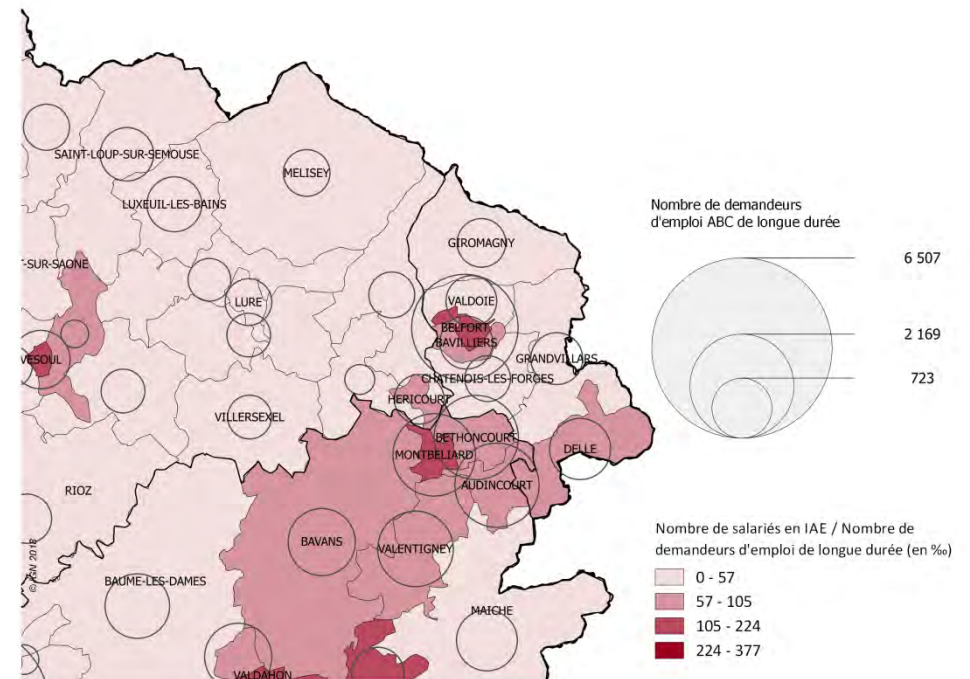 SAINT-LOUP-SUR-SEMOUSE
MELISEY
LUXEUIL-LES-BAINS
GIROMAGNY
T-SUR-SAONE
LURE
VALDOIE
BELFORT
BAVILLIERS
VESOUL
GRANDVILLARS
CHATENOIS-LES-FORGES
HERICOURT
VILLERSEXEL
BETHONCOURT
MONTBELIARD
DELLE
AUDINCOURT
RIOZ
BAVANS
VALENTIGNEY
BAUME-LES-DAMES
MAICHE
VALDAHON
© IGN 2018
Nombre de demandeurs
d'emploi ABC de longue durée
6 507
2 169
723
Nombre de salariés en IAE / Nombre de
demandeurs d'emploi de longue durée (en ‰)
0 - 57
57 - 105
105 - 224
224 - 377